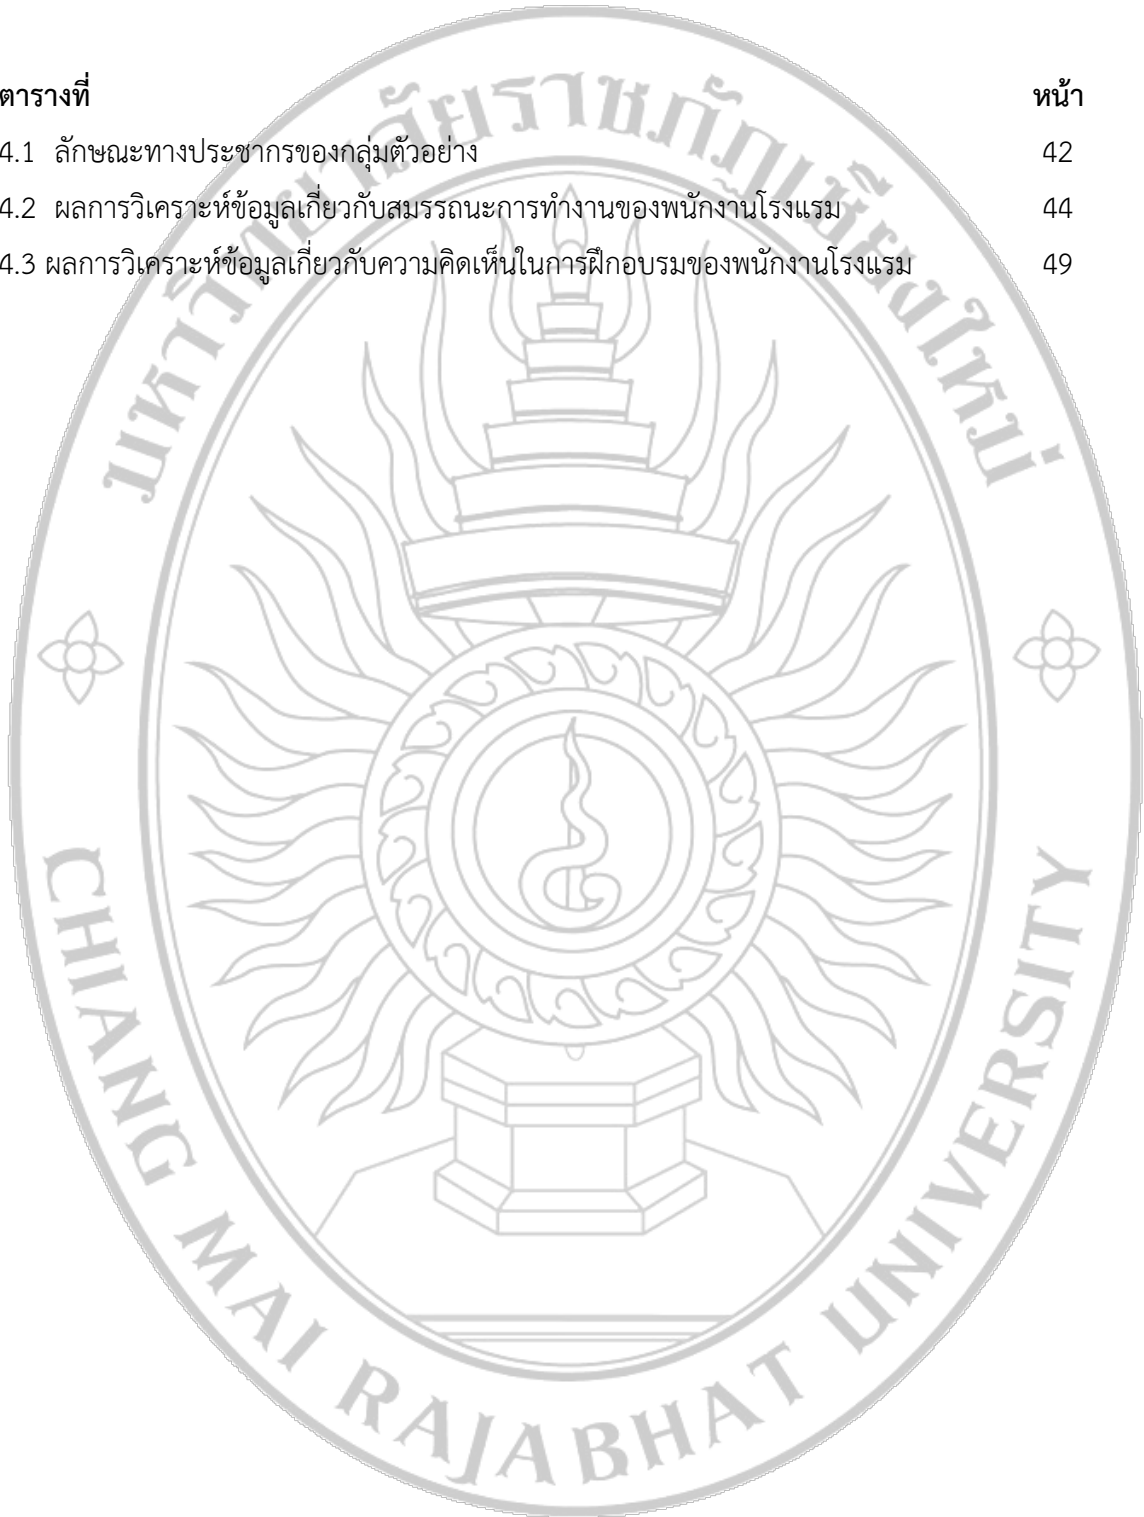 ตารางที่ หน้า
4.1 ลักษณะทางประชากรของกลุ่มตัวอย่าง 42
4.2 ผลการวิเคราะห์ข้อมูลเกี่ยวกับสมรรถนะการทำงานของพนักงานโรงแรม 44
4.3 ผลการวิเคราะห์ข้อมูลเกี่ยวกับความคิดเห็นในการฝึกอบรมของพนักงานโรงแรม 49
มหาวิทยาลัยราชภัฏเชียงใหม่
CHIANG MAI RAJABHAT UNIVERSITY